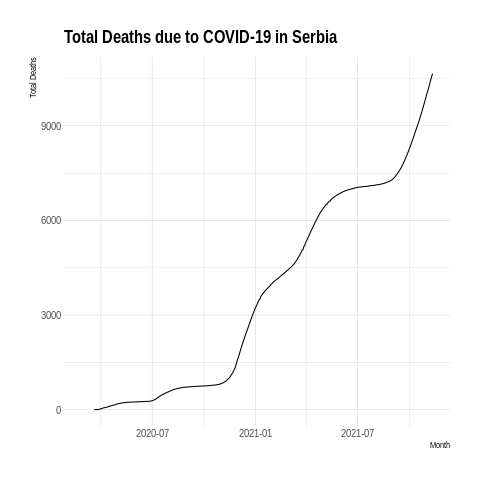 Total Deaths due to COVID-19 in Serbia
Total Deaths
9000
6000
3000
0
2020-07 2021-01 2021-07
Month